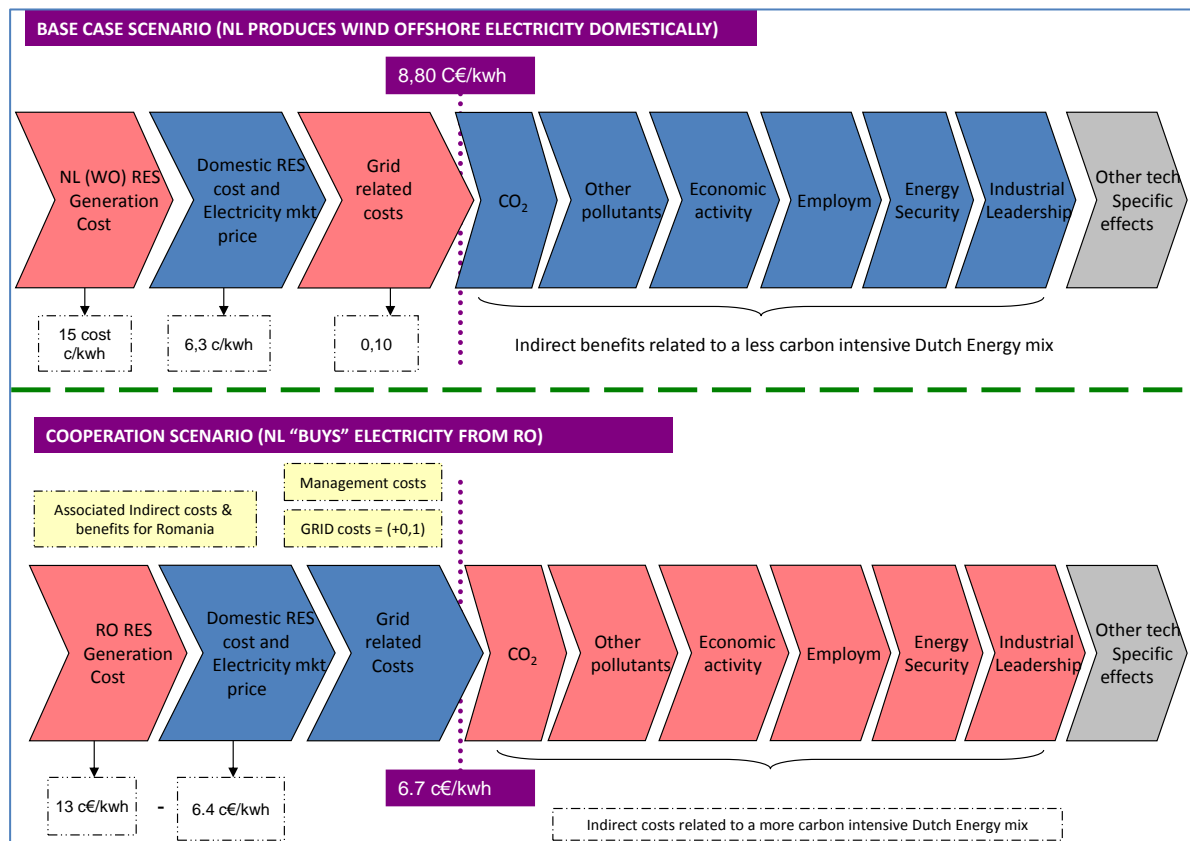 BASE CASE SCENARIO (NL PRODUCES WIND OFFSHORE ELECTRICITY DOMESTICALLY)
8,80 C€/kwh
NL (WO) RES
Generation
Cost
Domestic RES
cost and
Electricity mkt
price
Grid
related
costs
CO₂
Other
pollutants
Economic
activity
Employm
Energy
Security
Industrial
Leadership
Other tech
Specific
effects
15 cost
c/kwh
6,3 c/kwh
0,10
Indirect benefits related to a less carbon intensive Dutch Energy mix
COOPERATION SCENARIO (NL “BUYS” ELECTRICITY FROM RO)
Associated Indirect costs &
benefits for Romania
Management costs
GRID costs = (+0,1)
RO RES
Generation
Cost
Domestic RES
cost and
Electricity mkt
price
Grid
related
Costs
CO₂
Other
pollutants
Economic
activity
Employm
Energy
Security
Industrial
Leadership
Other tech
Specific
effects
13 c€/kwh
-
6.4 c€/kwh
6.7 c€/kwh
Indirect costs related to a more carbon intensive Dutch Energy mix